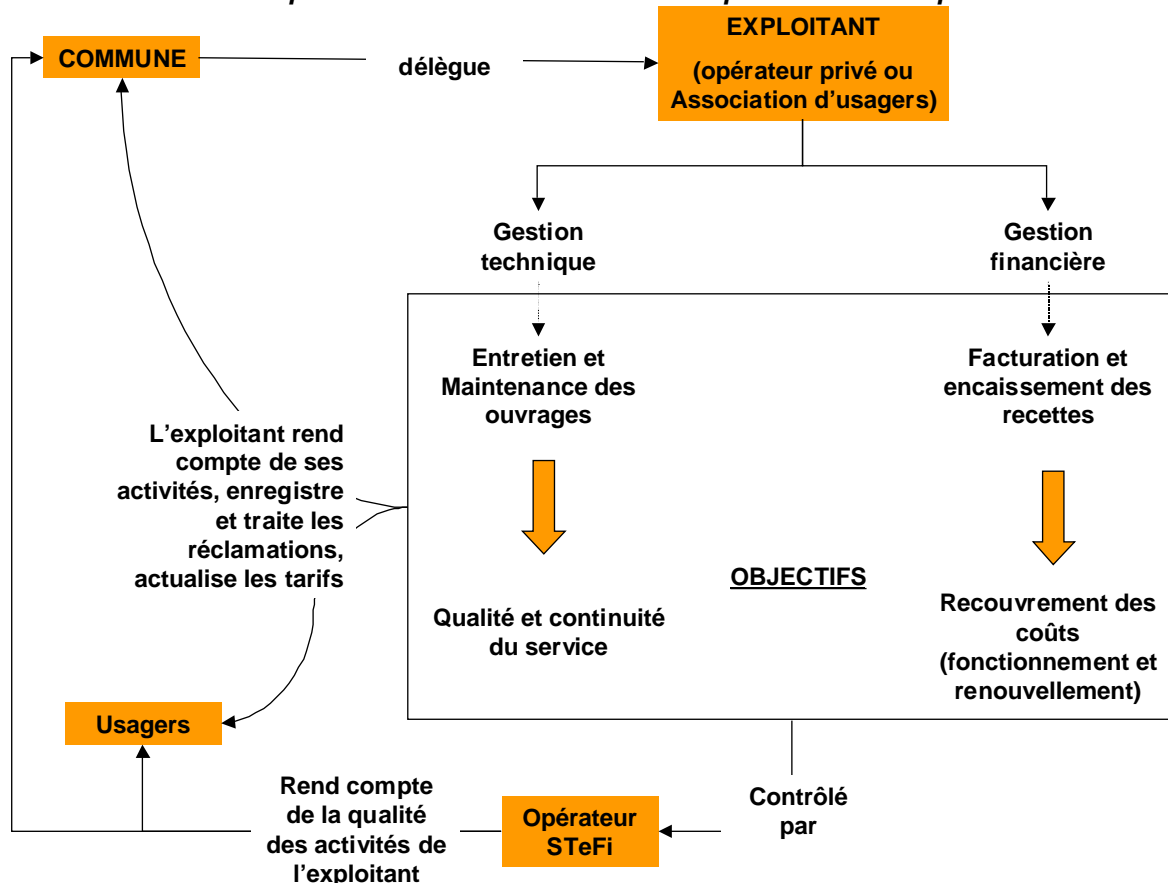 EXPLOITANT
(opérateur privé ou
Association d'usagers)
COMMUNE
délègue
Gestion
technique
Gestion
financière
Entretien et
Maintenance des
ouvrages
Facturation et
encaissement des
recettes
L'exploitant rend
compte de ses
activités, enregistre
et traite les
réclamations,
actualise les tarifs
OBJECTIFS
Qualité et continuité
du service
Recouvrement des
coûts
(fonctionnement et
renouvellement)
Usagers
Rend compte
de la qualité
des activités de
l'exploitant
Opérateur
STeFi
Contrôlé
par